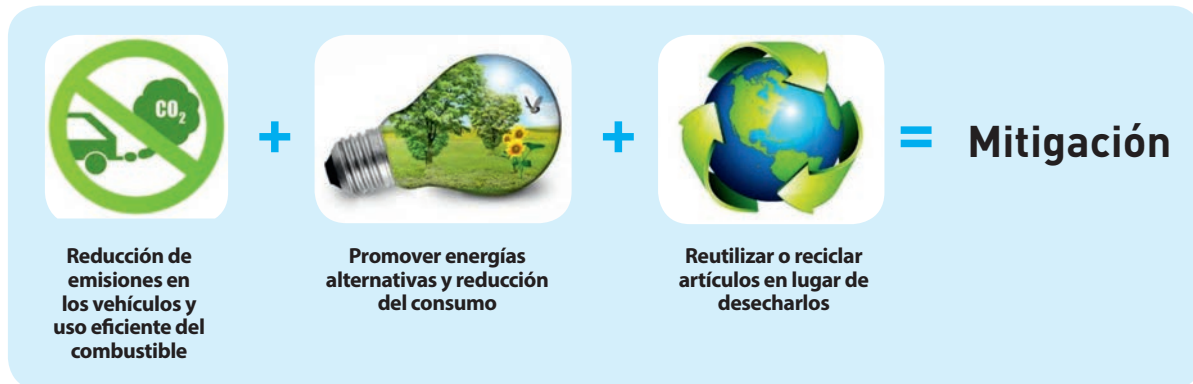 CO₂
+
+
=
Mitigación
Reducción de
emisiones en
los vehículos y
uso eficiente del
combustible
Promover energías
alternativas y reducción
del consumo
Reutilizar o reciclar
artículos en lugar de
desecharlos